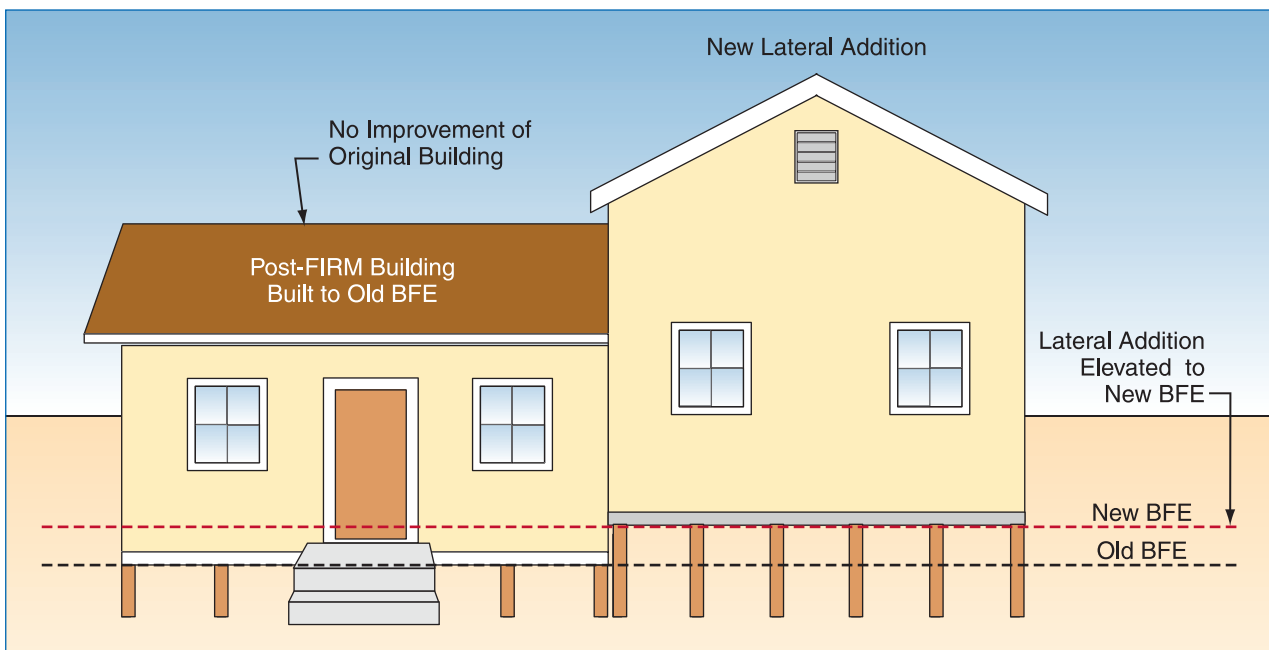 New Lateral Addition
No Improvement of
Original Building
Post-FIRM Building
Built to Old BFE
Lateral Addition
Elevated to
New BFE
New BFE
Old BFE